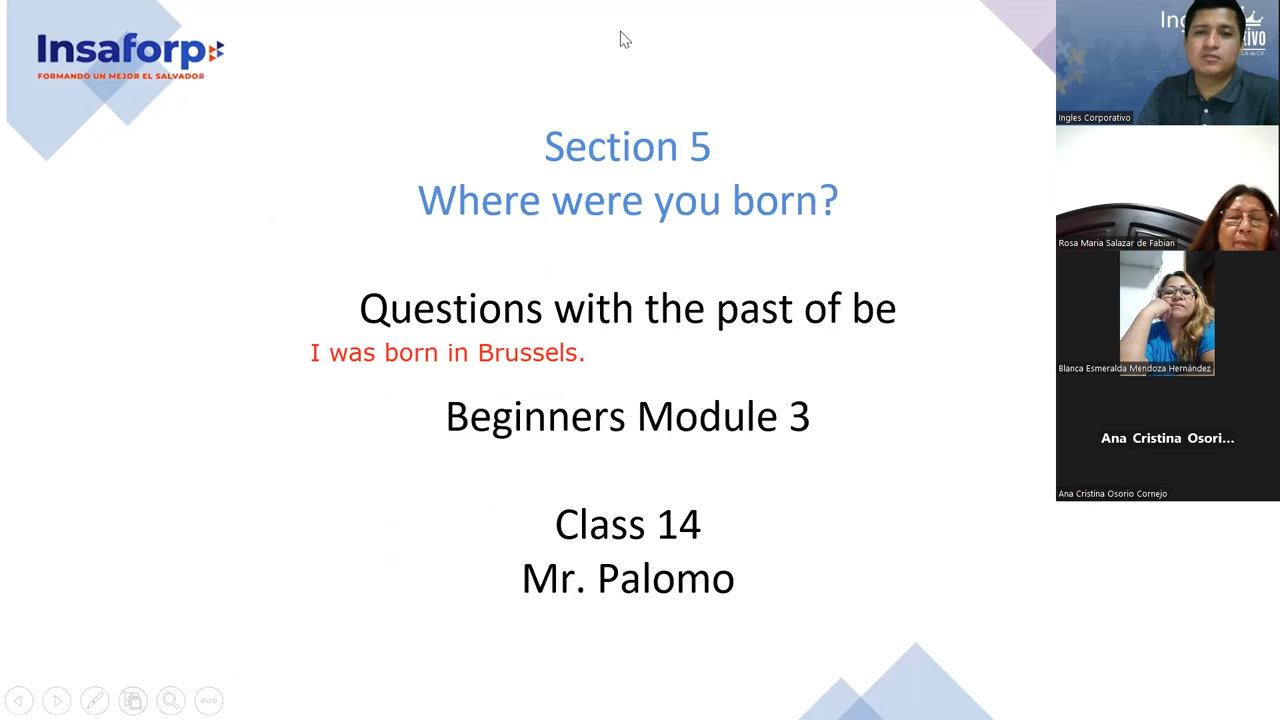 Insaforp
FORMANDO UN MEJOR EL SALVADOR
Section 5
Where were you born?
Questions with the past of be
I was born in Brussels.
Beginners Module 3
Class 14
Mr. Palomo
Ingles Corporativo
Rosa Maria Salazar de Fabian
Blanca Esmeralda Mendoza Hernández
Ana Cristina Osori...
Ana Cristina Osorio Cornejo